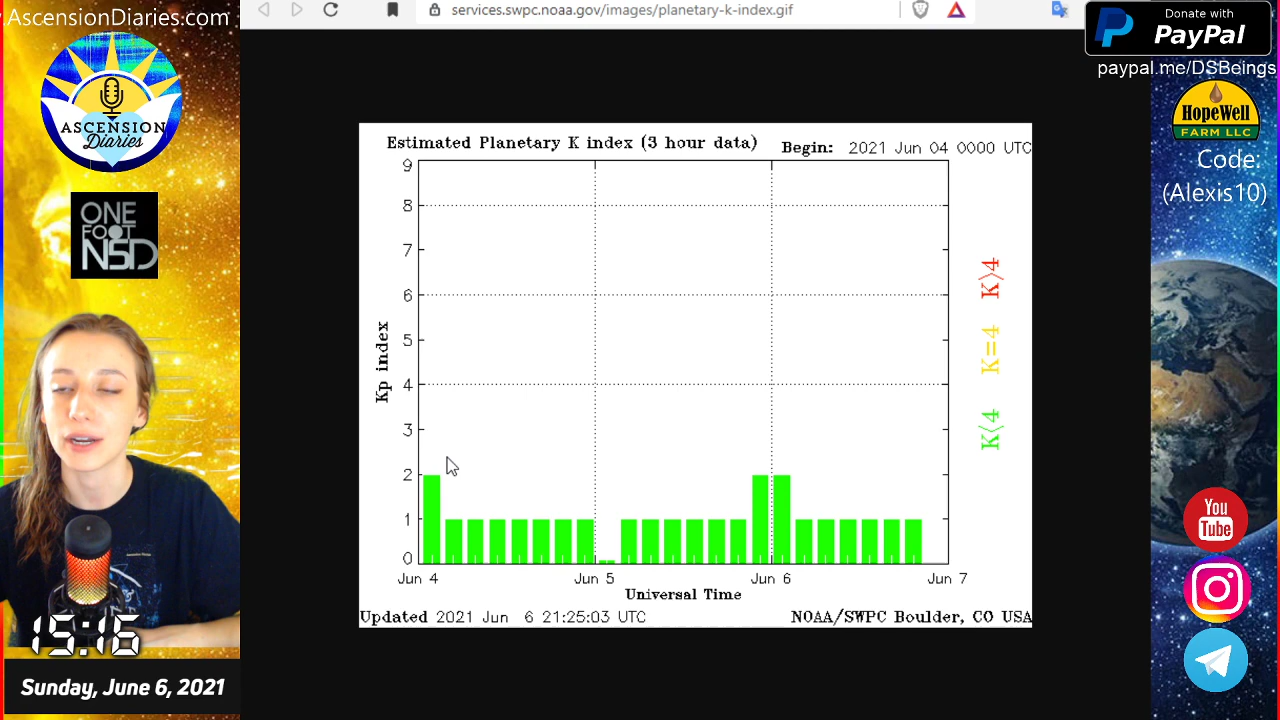 AscensionDiaries.com
services.swpc.noaa.gov/images/planetary-k-index.gif
Donate with
PayPal
paypal.me/DSBeings
ASCENSION
Diaries
HopeWell
FARM LLC
Code:
(Alexis10)
ONE
FOOT
NSD
Estimated Planetary K index (3 hour data)
Begin: 2021 Jun 04 0000 UTC
9
8
7
6
5
4
3
2
1
0
Kp index
K>4
K=4
K<4
Jun 4 Jun 5 Jun 6 Jun 7
Universal Time
Updated 2021 Jun 6 21:25:03 UTC
NOAA/SWPC Boulder, CO USA
You
Tube
15:16
Sunday, June 6, 2021